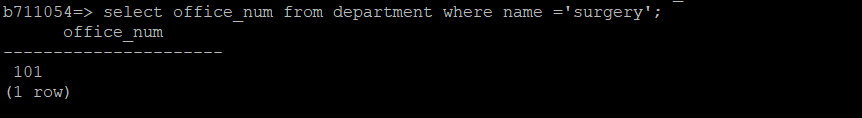 b711054=> select office_num from department where name ='surgery';
office_num
----------------------
101
(1 row)